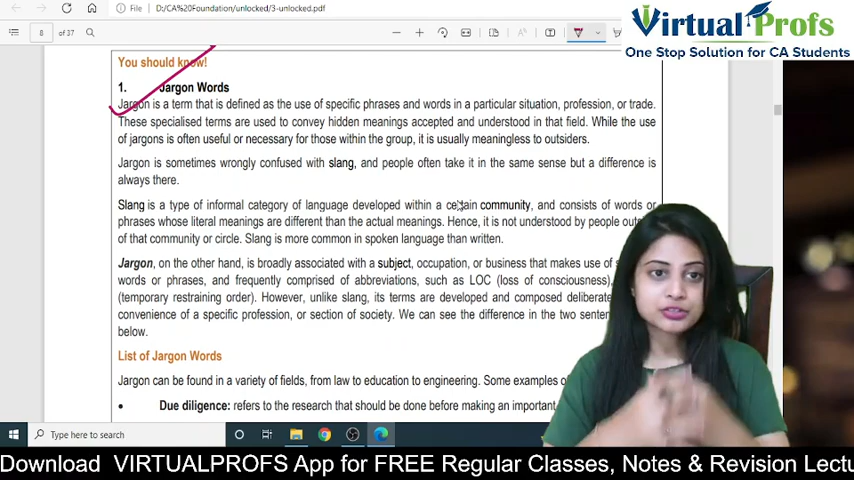 File
D:/CA%20Foundation/unlocked/3-unlocked.pdf
8 of 37
Virtual Profs
One Stop Solution for CA Students
You should know!
1. Jargon Words
Jargon is a term that is defined as the use of specific phrases and words in a particular situation, profession, or trade.
These specialised terms are used to convey hidden meanings accepted and understood in that field. While the use
of jargons is often useful or necessary for those within the group, it is usually meaningless to outsiders.
Jargon is sometimes wrongly confused with slang, and people often take it in the same sense but a difference is
always there.
Slang is a type of informal category of language developed within a certain community, and consists of words or
phrases whose literal meanings are different than the actual meanings. Hence, it is not understood by people
of that community or circle. Slang is more common in spoken language than written.
Jargon, on the other hand, is broadly associated with a subject, occupation, or business that makes use of
words or phrases, and frequently comprised of abbreviations, such as LOC (loss of consciousness),
(temporary restraining order). However, unlike slang, its terms are developed and composed
convenience of a specific profession, or section of society. We can see the difference in the two
below.
List of Jargon Words
Jargon can be found in a variety of fields, from law to education to engineering. Some examples
• Due diligence: refers to the research that should be done before making an important
Type here to search
Download VIRTUALPROFS App for FREE Regular Classes, Notes & Revision Lectu